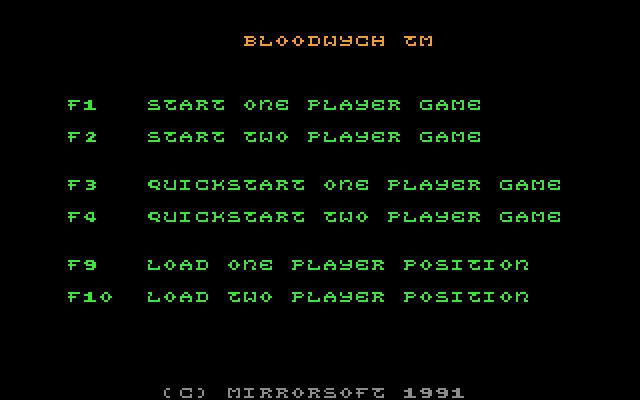 BLOODWYCH TM
F1 START ONE PLAYER GAME
F2 START TWO PLAYER GAME
F3 QUICKSTART ONE PLAYER GAME
F4 QUICKSTART TWO PLAYER GAME
F9 LOAD ONE PLAYER POSITION
F10 LOAD TWO PLAYER POSITION
(C) MIRRORSOFT 1991